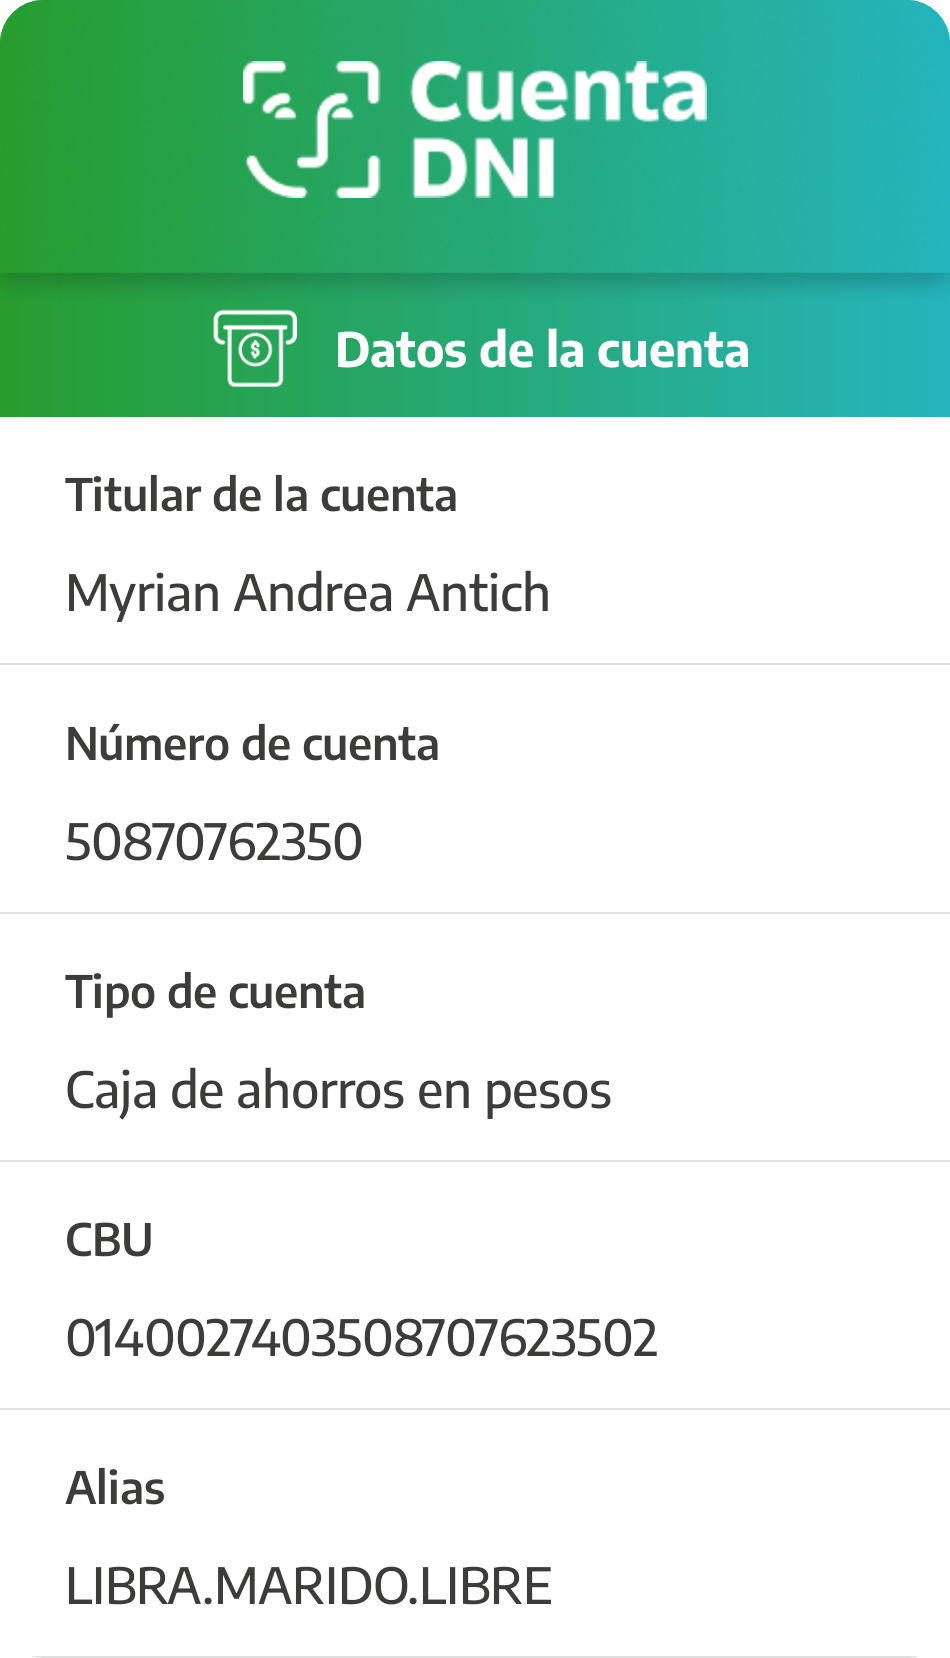 Cuenta
DNI
Datos de la cuenta
Titular de la cuenta
Myrian Andrea Antich
Número de cuenta
50870762350
Tipo de cuenta
Caja de ahorros en pesos
CBU
0140027403508707623502
Alias
LIBRA.MARIDO.LIBRE